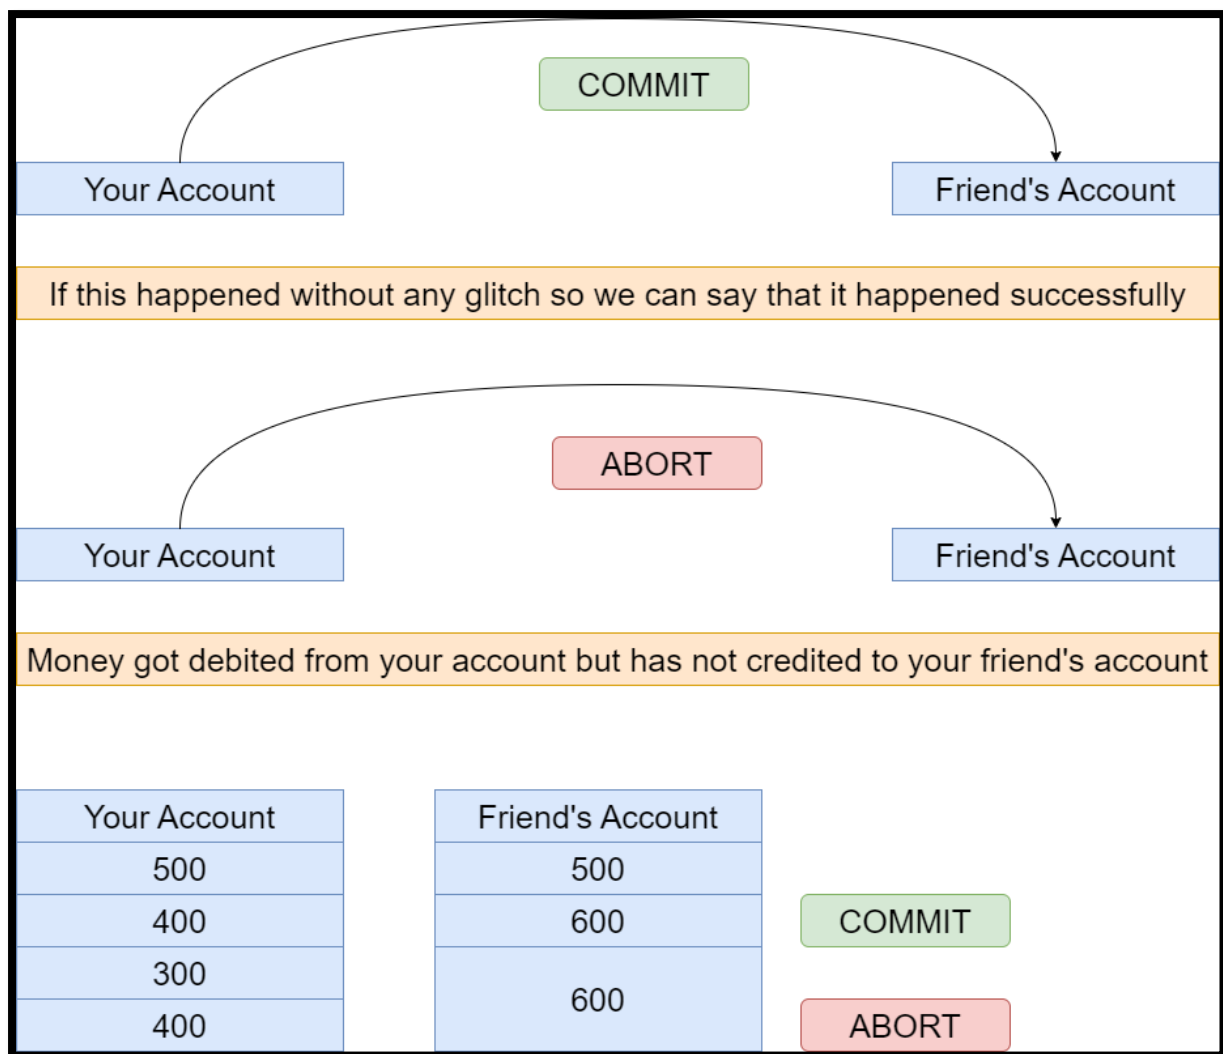 COMMIT
Your Account
Friend's Account
If this happened without any glitch so we can say that it happened successfully
ABORT
Your Account
Friend's Account
Money got debited from your account but has not credited to your friend's account
Your Account
Friend's Account
500
500
400
600
COMMIT
300
600
400
ABORT